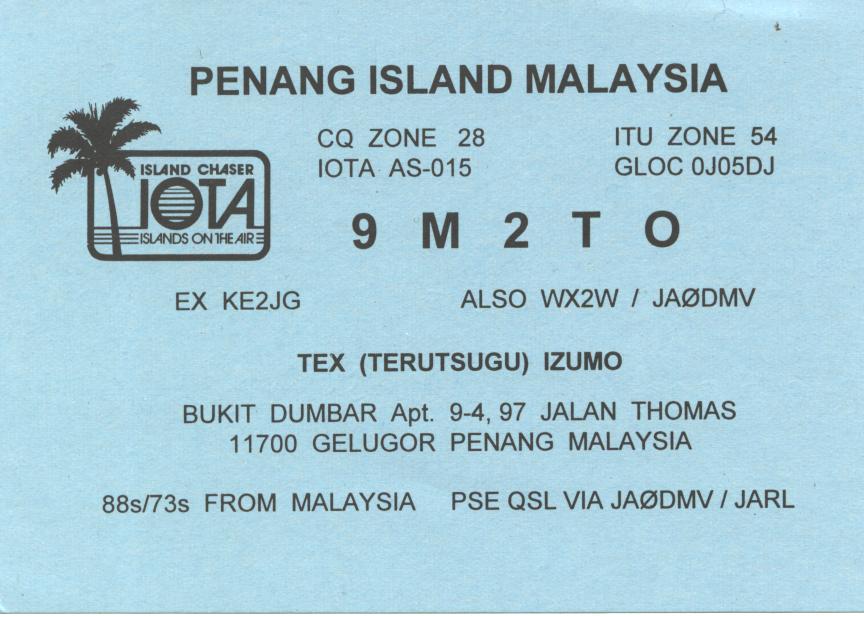 PENANG ISLAND MALAYSIA
CQ ZONE 28 ITU ZONE 54
IOTA AS-015 GLOC 0J05DJ
ISLAND CHASER
IOTA
ISLANDS ON THE AIR
9 M 2 T O
EX KE2JG ALSO WX2W / JAØDMV
TEX (TERUTSUGU) IZUMO
BUKIT DUMBAR Apt. 9-4, 97 JALAN THOMAS
11700 GELUGOR PENANG MALAYSIA
88s/73s FROM MALAYSIA PSE QSL VIA JAØDMV / JARL